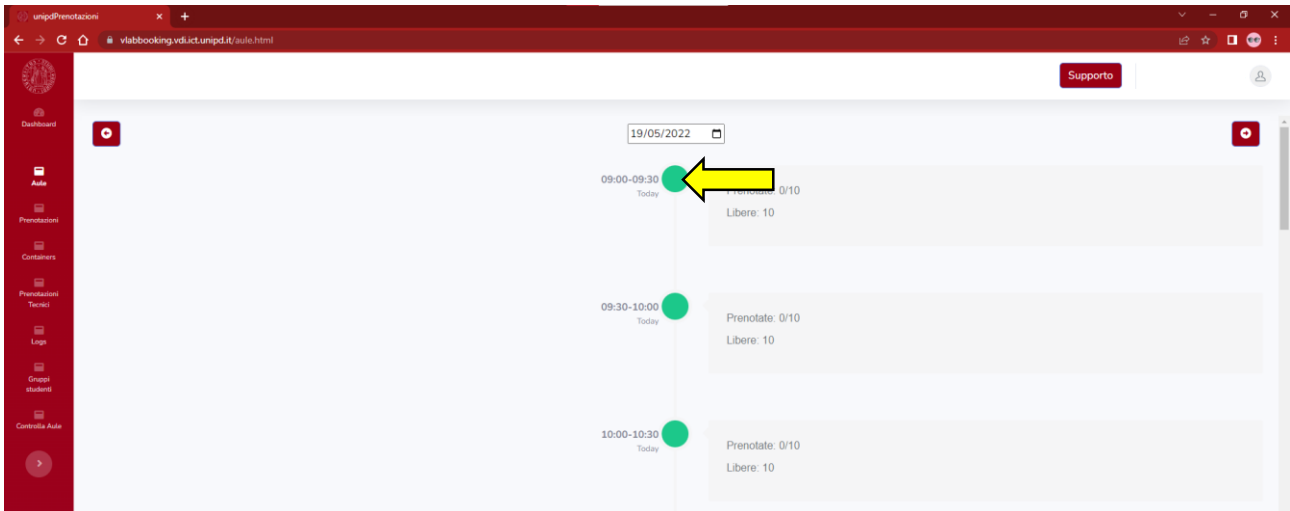 unipdPrenotazioni
vlabbooking.vdi.ict.unipd.it/aule.html
Supporto
Dashboard
Aule
Prenotazioni
Containers
Prenotazioni
Tecnici
Logs
Gruppi
studenti
Controlla Aule
19/05/2022
09:00-09:30
Today
Prenotate: 0/10
Libere: 10
09:30-10:00
Today
Prenotate: 0/10
Libere: 10
10:00-10:30
Today
Prenotate: 0/10
Libere: 10